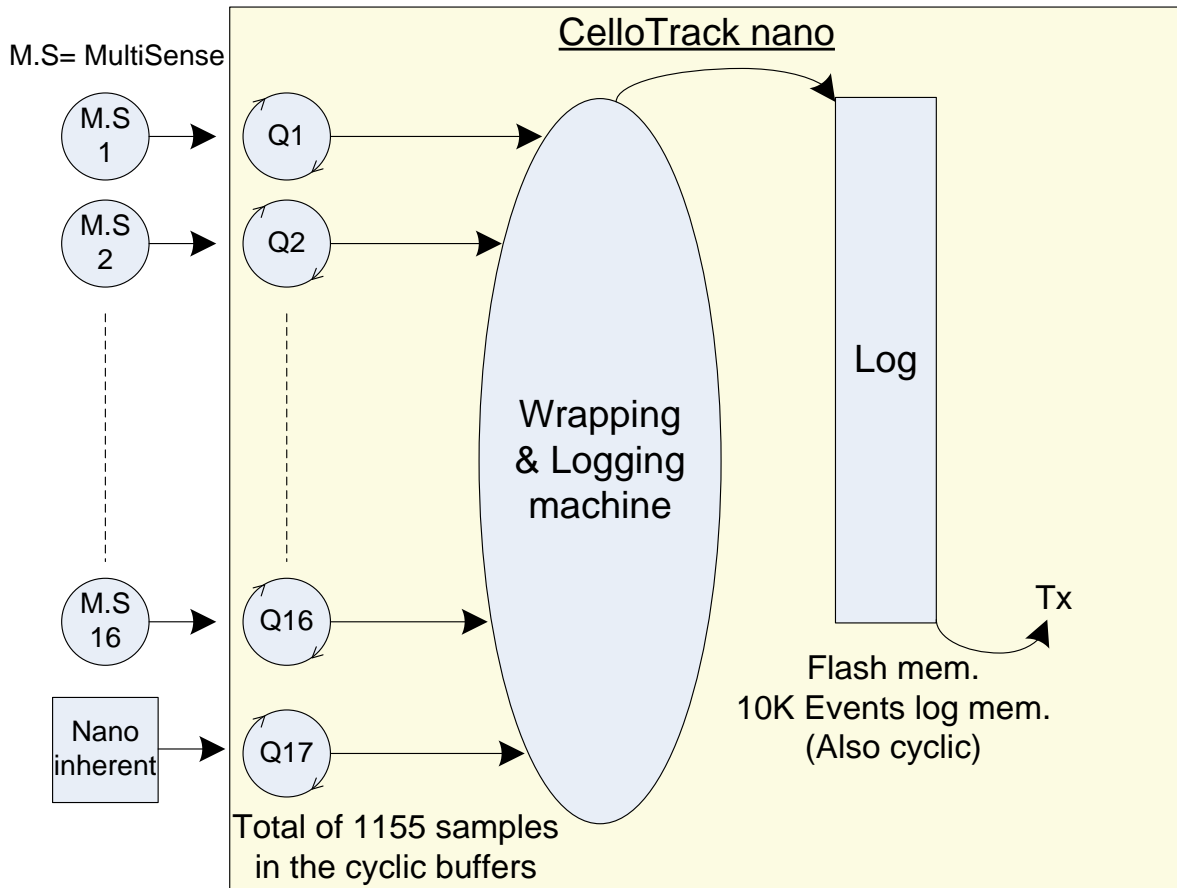 CelloTrack nano
M.S= MultiSense
M.S
1
Q1
M.S
2
Q2
Log
Wrapping
& Logging
machine
M.S
16
Q16
Tx
Flash mem.
10K Events log mem.
(Also cyclic)
Nano
inherent
Q17
Total of 1155 samples
in the cyclic buffers